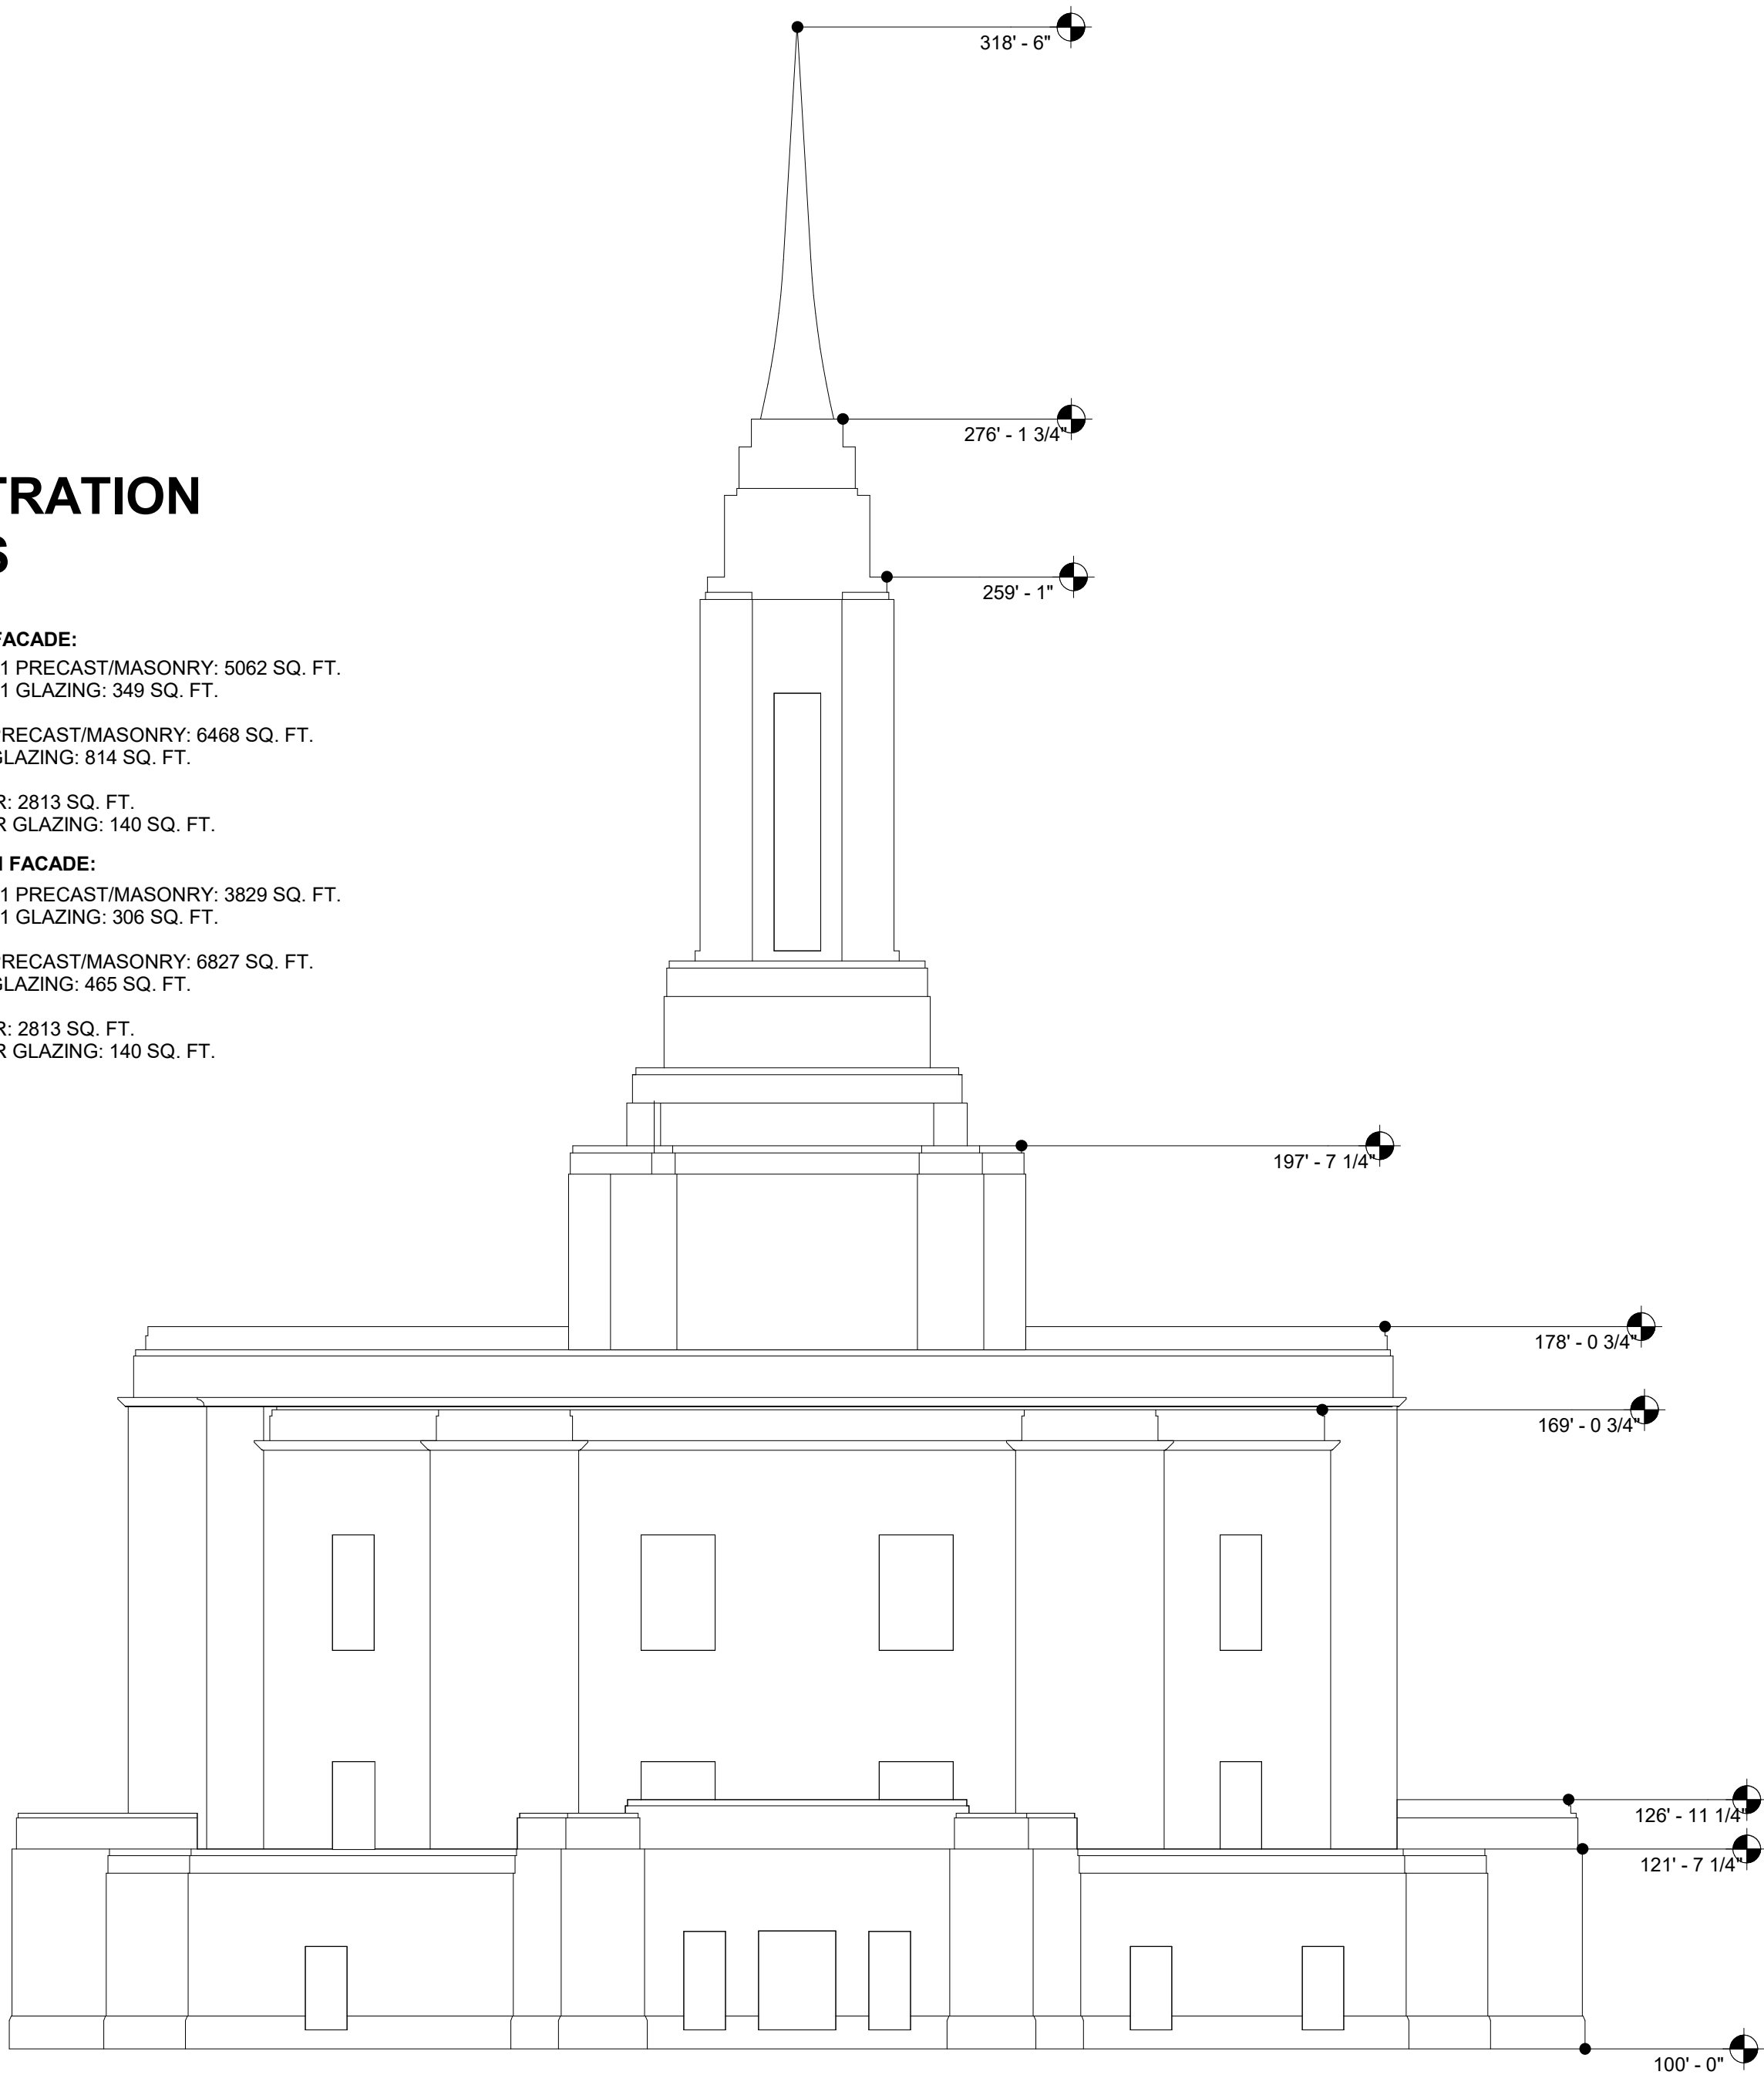 318' - 6"
276' - 1 3/4"
TRATION
S
259' - 1"
FACADE:
1 PRECAST/MASONRY: 5062 SQ. FT.
1 GLAZING: 349 SQ. FT.
PRECAST/MASONRY: 6468 SQ. FT.
GLAZING: 814 SQ. FT.
R: 2813 SQ. FT.
R GLAZING: 140 SQ. FT.
FACADE:
1 PRECAST/MASONRY: 3829 SQ. FT.
1 GLAZING: 306 SQ. FT.
PRECAST/MASONRY: 6827 SQ. FT.
GLAZING: 465 SQ. FT.
R: 2813 SQ. FT.
R GLAZING: 140 SQ. FT.
197' - 7 1/4"
178' - 0 3/4"
169' - 0 3/4"
126' - 11 1/4"
121' - 7 1/4"
100' - 0"